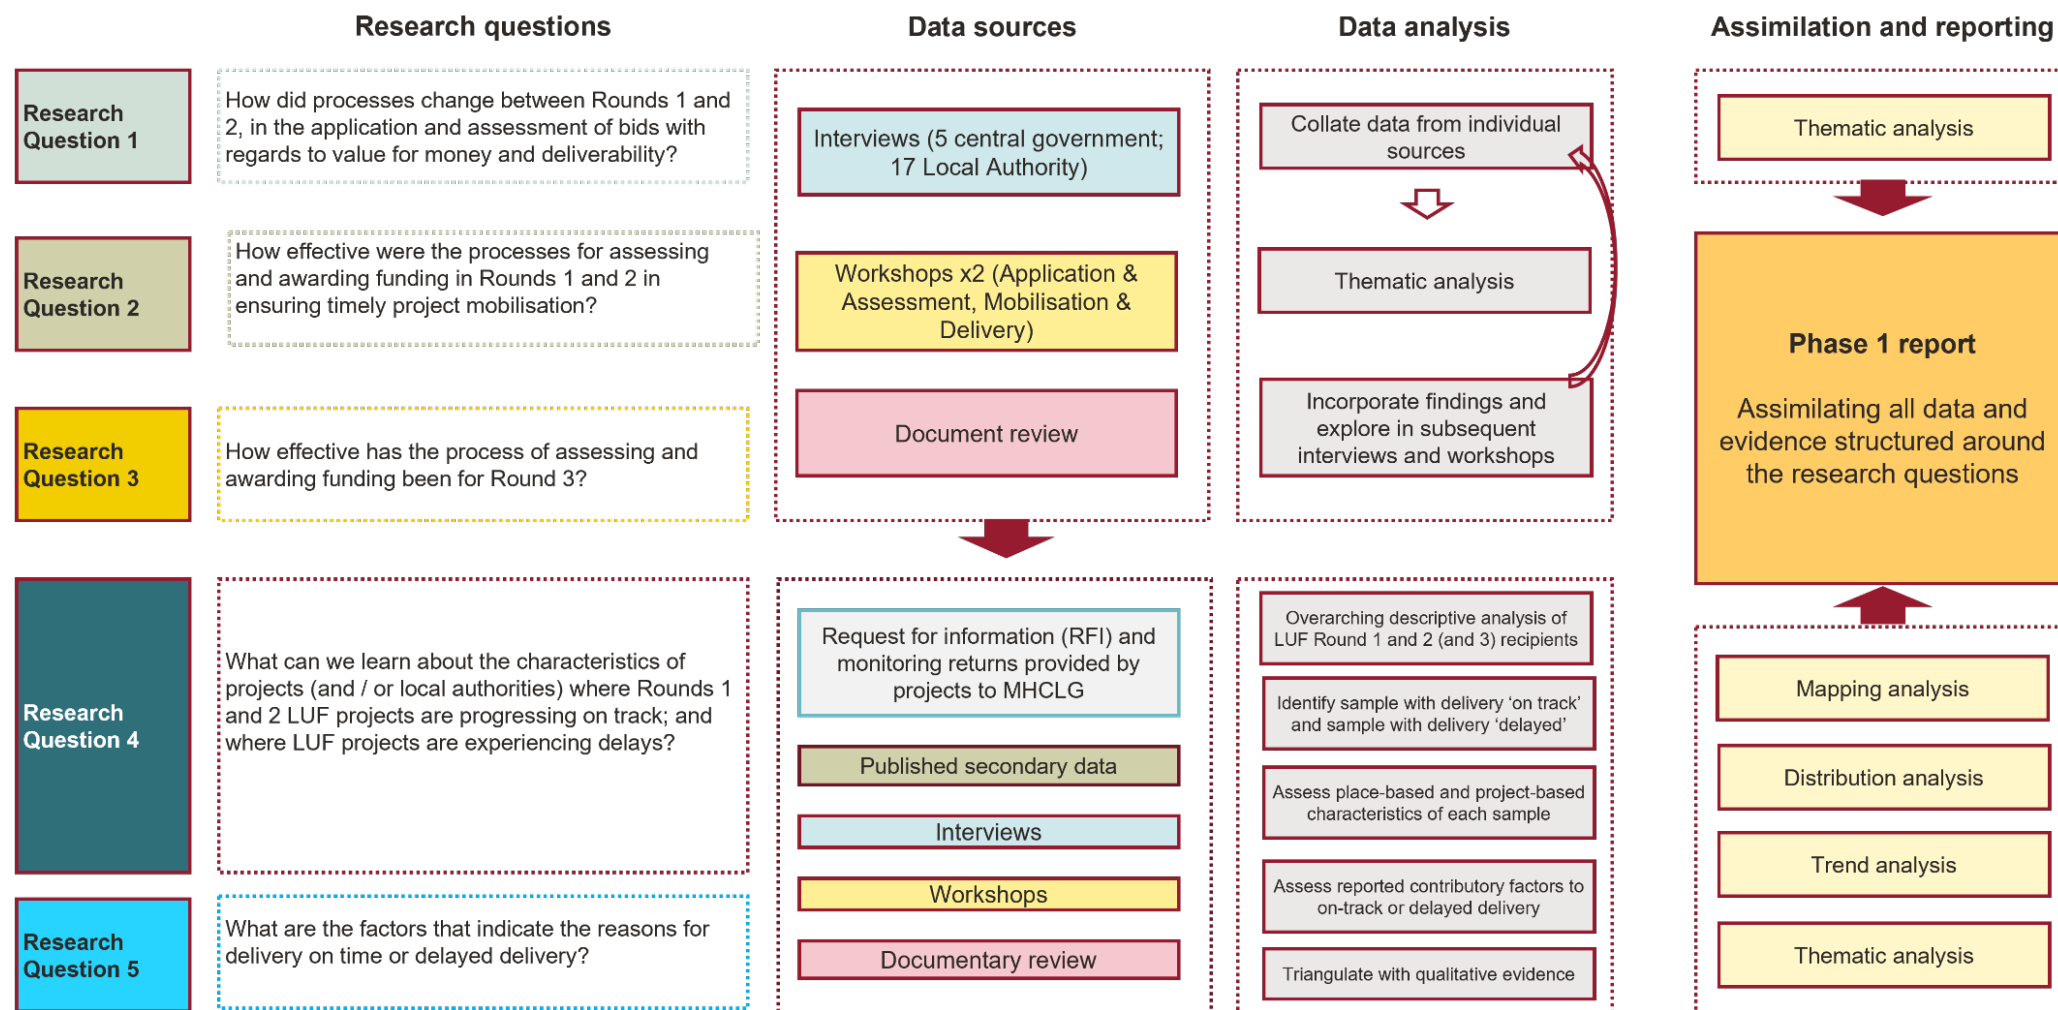 Research questions
Data sources
Data analysis
Assimilation and reporting
Research
Question 1
How did processes change between Rounds 1 and
2, in the application and assessment of bids with
regards to value for money and deliverability?
Research
Question 2
How effective were the processes for assessing
and awarding funding in Rounds 1 and 2 in
ensuring timely project mobilisation?
Research
Question 3
How effective has the process of assessing and
awarding funding been for Round 3?
Interviews (5 central government;
17 Local Authority)
Workshops x2 (Application &
Assessment, Mobilisation &
Delivery)
Document review
Collate data from individual
sources
Thematic analysis
Incorporate findings and
explore in subsequent
interviews and workshops
Thematic analysis
Phase 1 report
Assimilating all data and
evidence structured around
the research questions
Research
Question 4
What can we learn about the characteristics of
projects (and / or local authorities) where Rounds 1
and 2 LUF projects are progressing on track; and
where LUF projects are experiencing delays?
Research
Question 5
What are the factors that indicate the reasons for
delivery on time or delayed delivery?
Request for information (RFI) and
monitoring returns provided by
projects to MHCLG
Published secondary data
Interviews
Workshops
Documentary review
Overarching descriptive analysis of
LUF Round 1 and 2 (and 3) recipients
Identify sample with delivery ‘on track’
and sample with delivery ‘delayed’
Assess place-based and project-based
characteristics of each sample
Assess reported contributory factors to
on-track or delayed delivery
Triangulate with qualitative evidence
Mapping analysis
Distribution analysis
Trend analysis
Thematic analysis